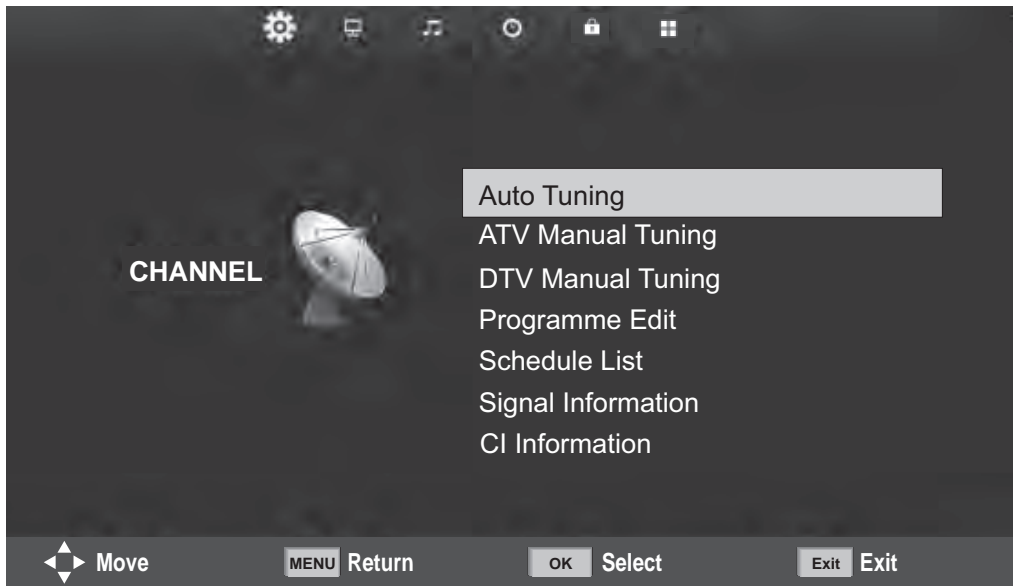 Auto Tuning
ATV Manual Tuning
CHANNEL
DTV Manual Tuning
Programme Edit
Schedule List
Signal Information
CI Information
Move MENU Return OK Select Exit Exit